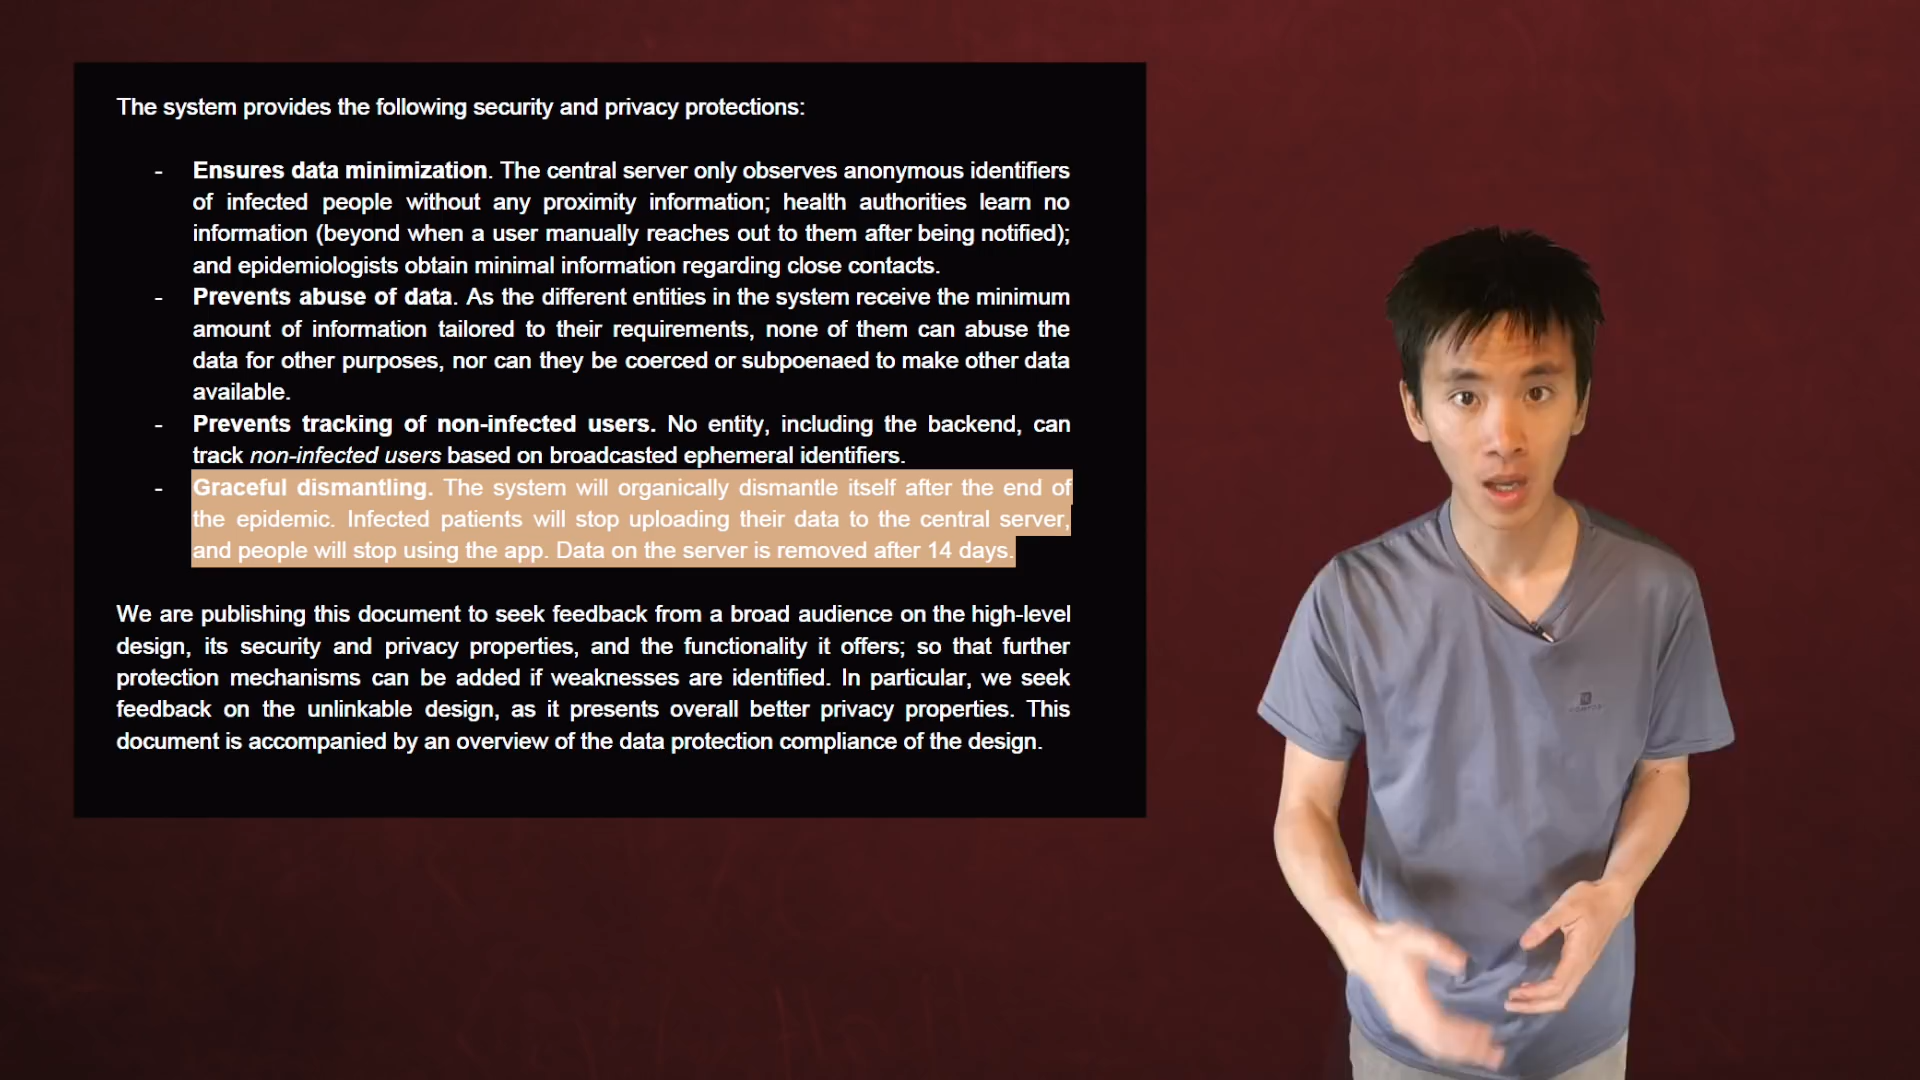 The system provides the following security and privacy protections:
- Ensures data minimization. The central server only observes anonymous identifiers
of infected people without any proximity information; health authorities learn no
information (beyond when a user manually reaches out to them after being notified);
and epidemiologists obtain minimal information regarding close contacts.
- Prevents abuse of data. As the different entities in the system receive the minimum
amount of information tailored to their requirements, none of them can abuse the
data for other purposes, nor can they be coerced or subpoenaed to make other data
available.
- Prevents tracking of non-infected users. No entity, including the backend, can
track non-infected users based on broadcasted ephemeral identifiers.
- Graceful dismantling. The system will organically dismantle itself after the end of
the epidemic. Infected patients will stop uploading their data to the central server,
and people will stop using the app. Data on the server is removed after 14 days.
We are publishing this document to seek feedback from a broad audience on the high-level
design, its security and privacy properties, and the functionality it offers; so that further
protection mechanisms can be added if weaknesses are identified. In particular, we seek
feedback on the unlinkable design, as it presents overall better privacy properties. This
document is accompanied by an overview of the data protection compliance of the design.